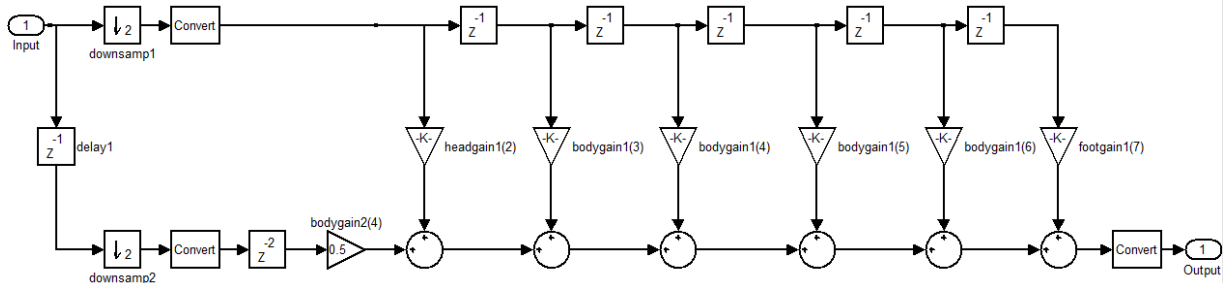 1
Input
2
downsamp1
Convert
-1
Z
-1
Z
-1
Z
-1
Z
-1
Z
-1
Z
delay1
-K-
headgain1(2)
-K-
bodygain1(3)
-K-
bodygain1(4)
-K-
bodygain1(5)
-K-
bodygain1(6)
-K-
footgain1(7)
2
downsamp2
Convert
-2
Z
bodygain2(4)
0.5
+
+
+
+
+
+
+
+
+
+
+
+
Convert
1
Output